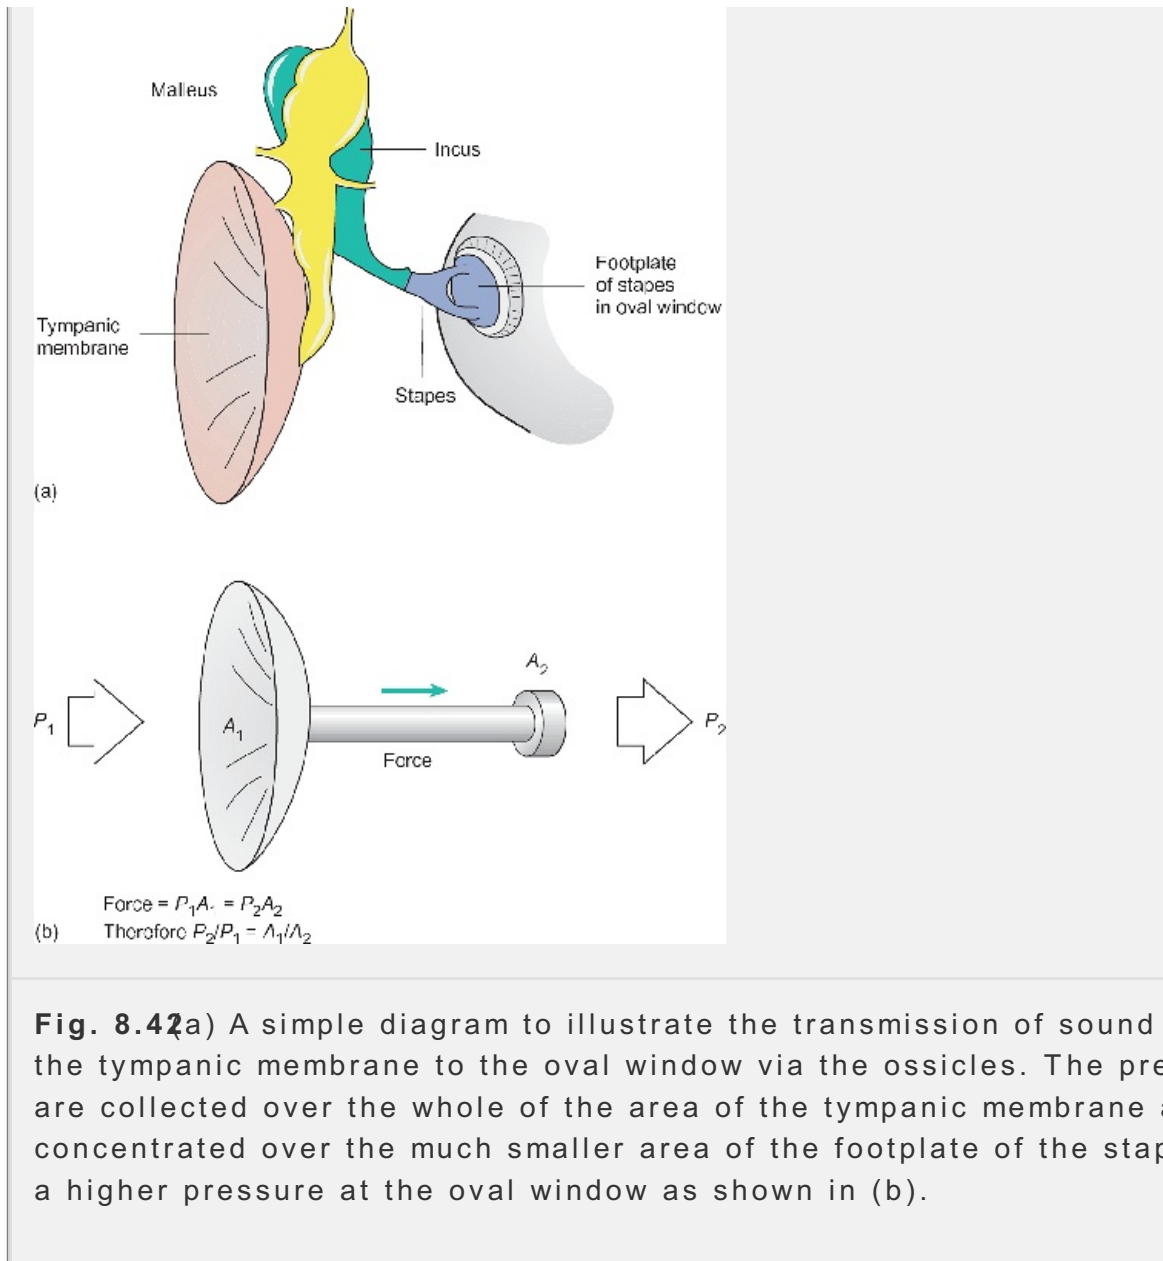 Malleus
Incus
Footplate
of stapes
in oval window
Tympanic
membrane
Stapes
(a)
A₂
P₁
A₁
P₂
Force
Force = P₁A₁ = P₂A₂
(b) Therefore P₂/P₁ = A₁/A₂
Fig. 8.42(a) A simple diagram to illustrate the transmission of sound
the tympanic membrane to the oval window via the ossicles. The pre
are collected over the whole of the area of the tympanic membrane a
concentrated over the much smaller area of the footplate of the stap
a higher pressure at the oval window as shown in (b).